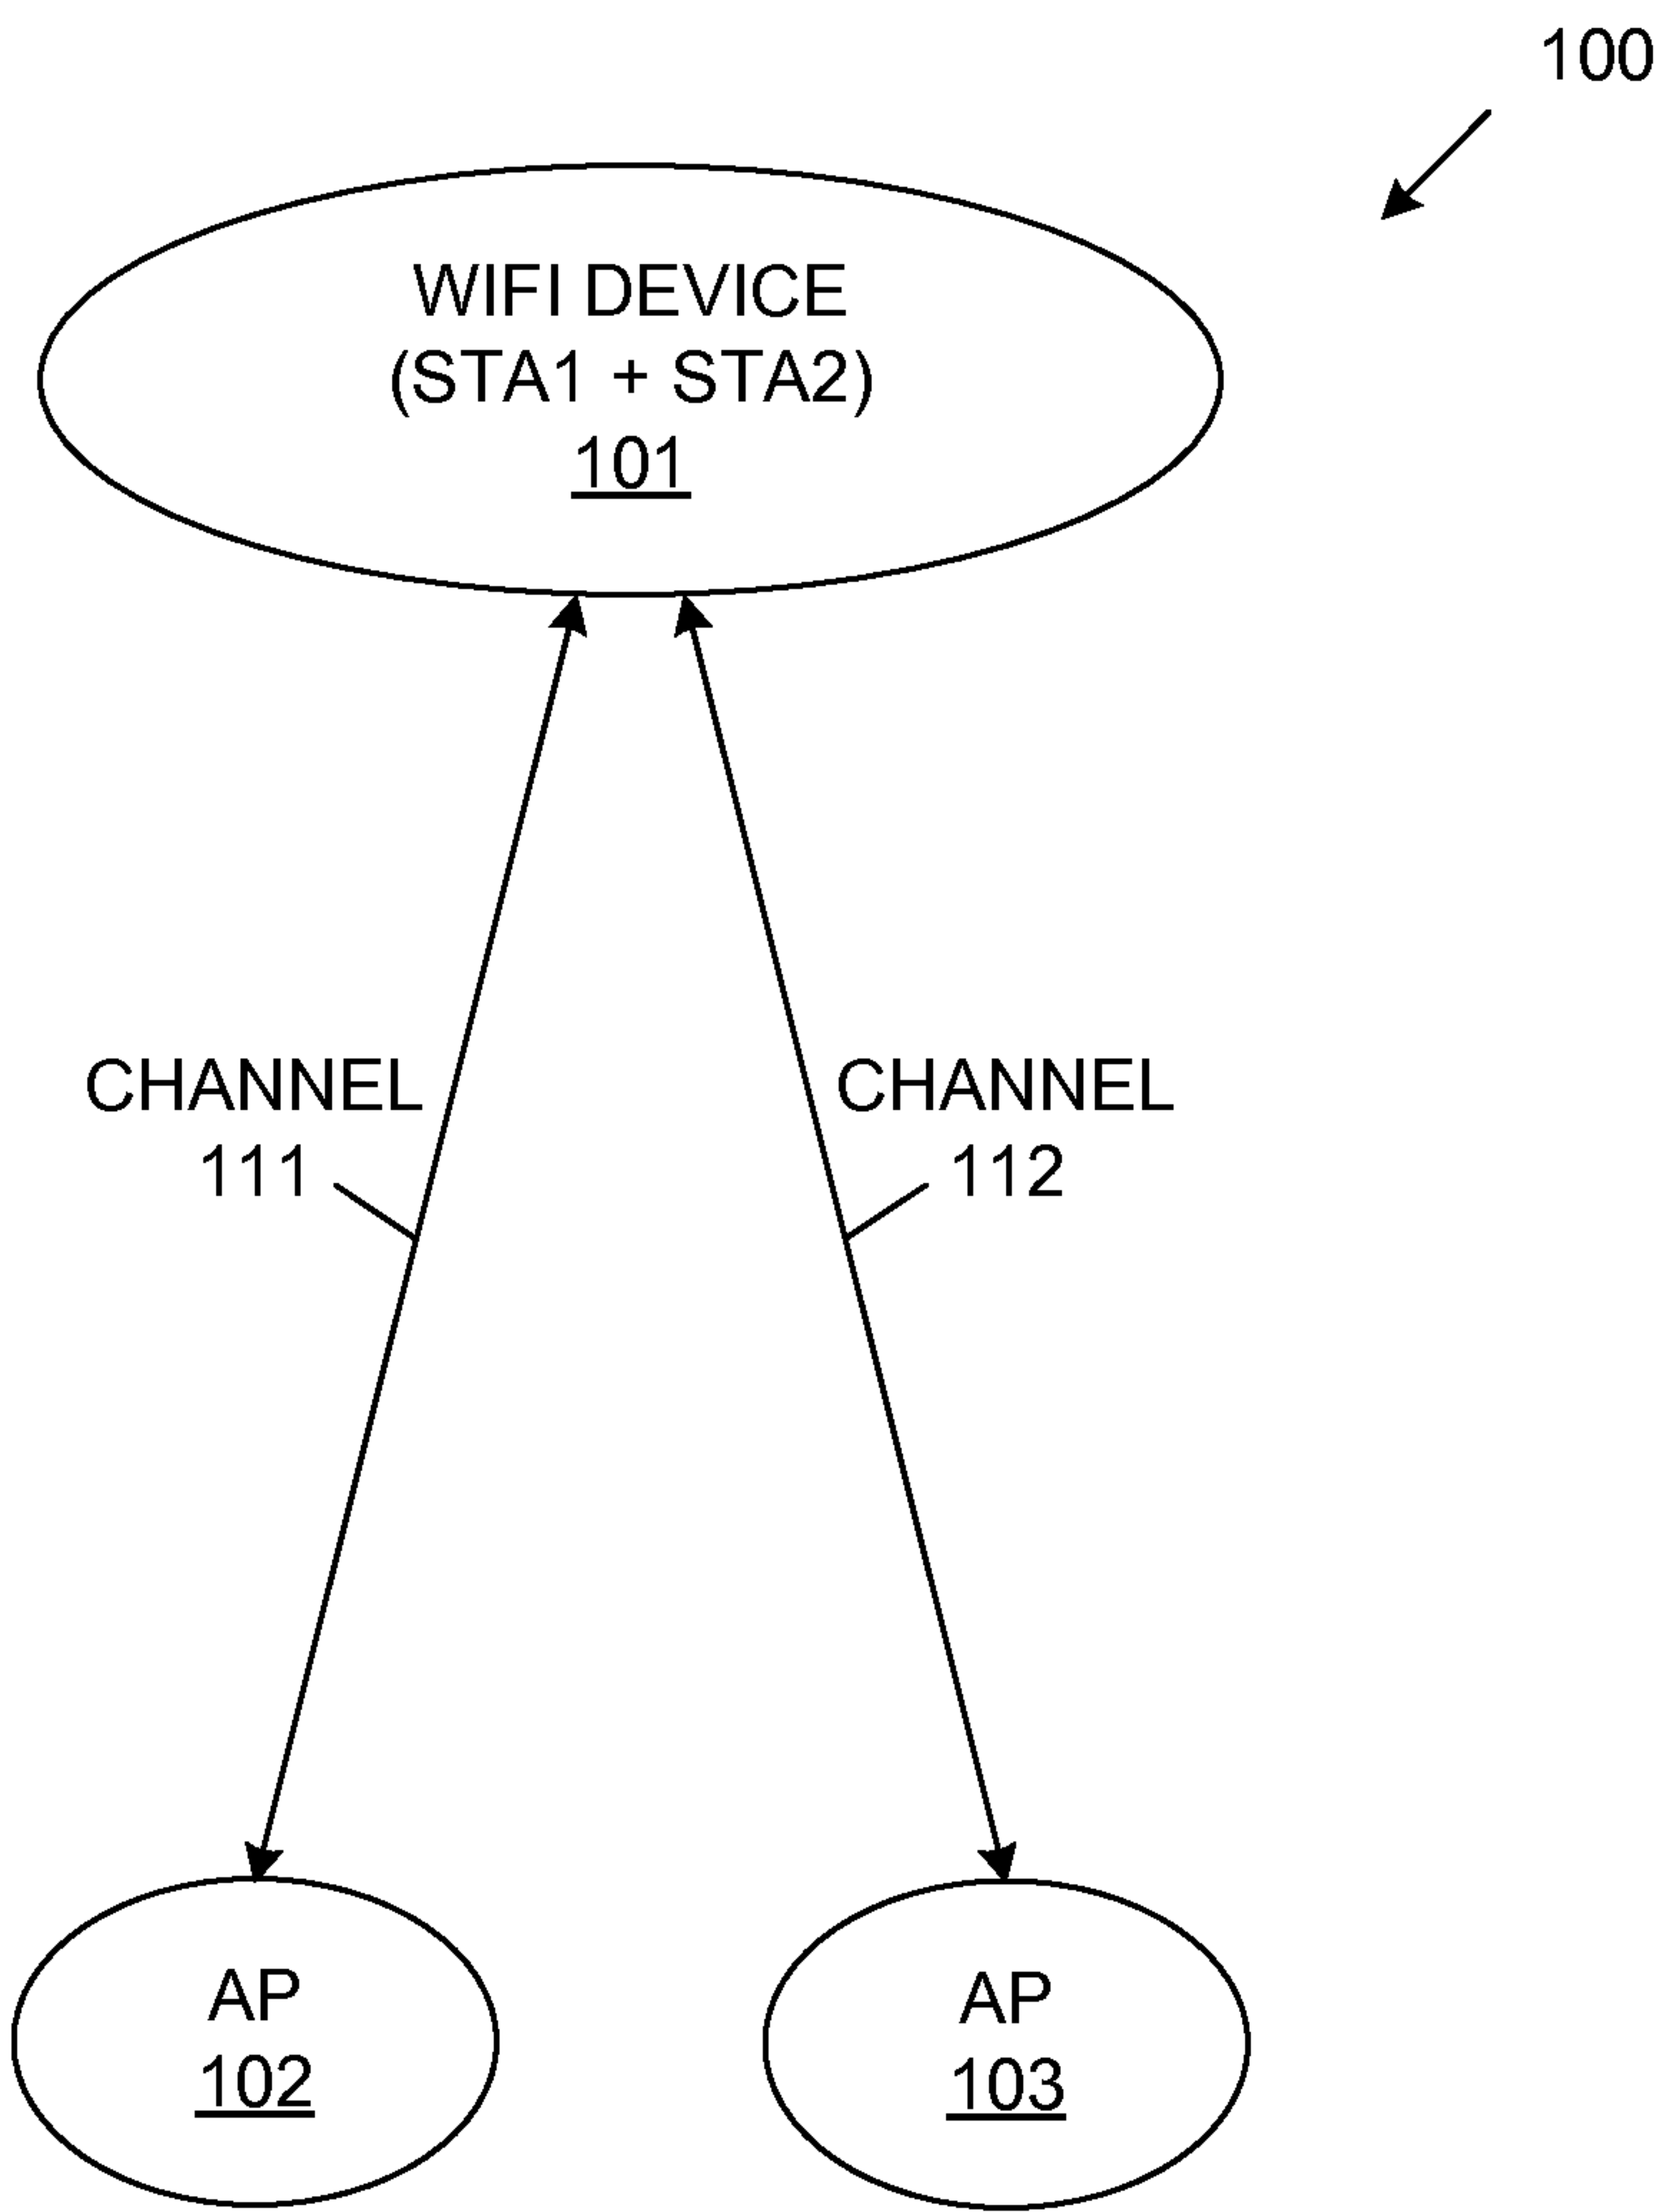 100
WIFI DEVICE
(STA1 + STA2)
101
CHANNEL
111
CHANNEL
112
AP
102
AP
103